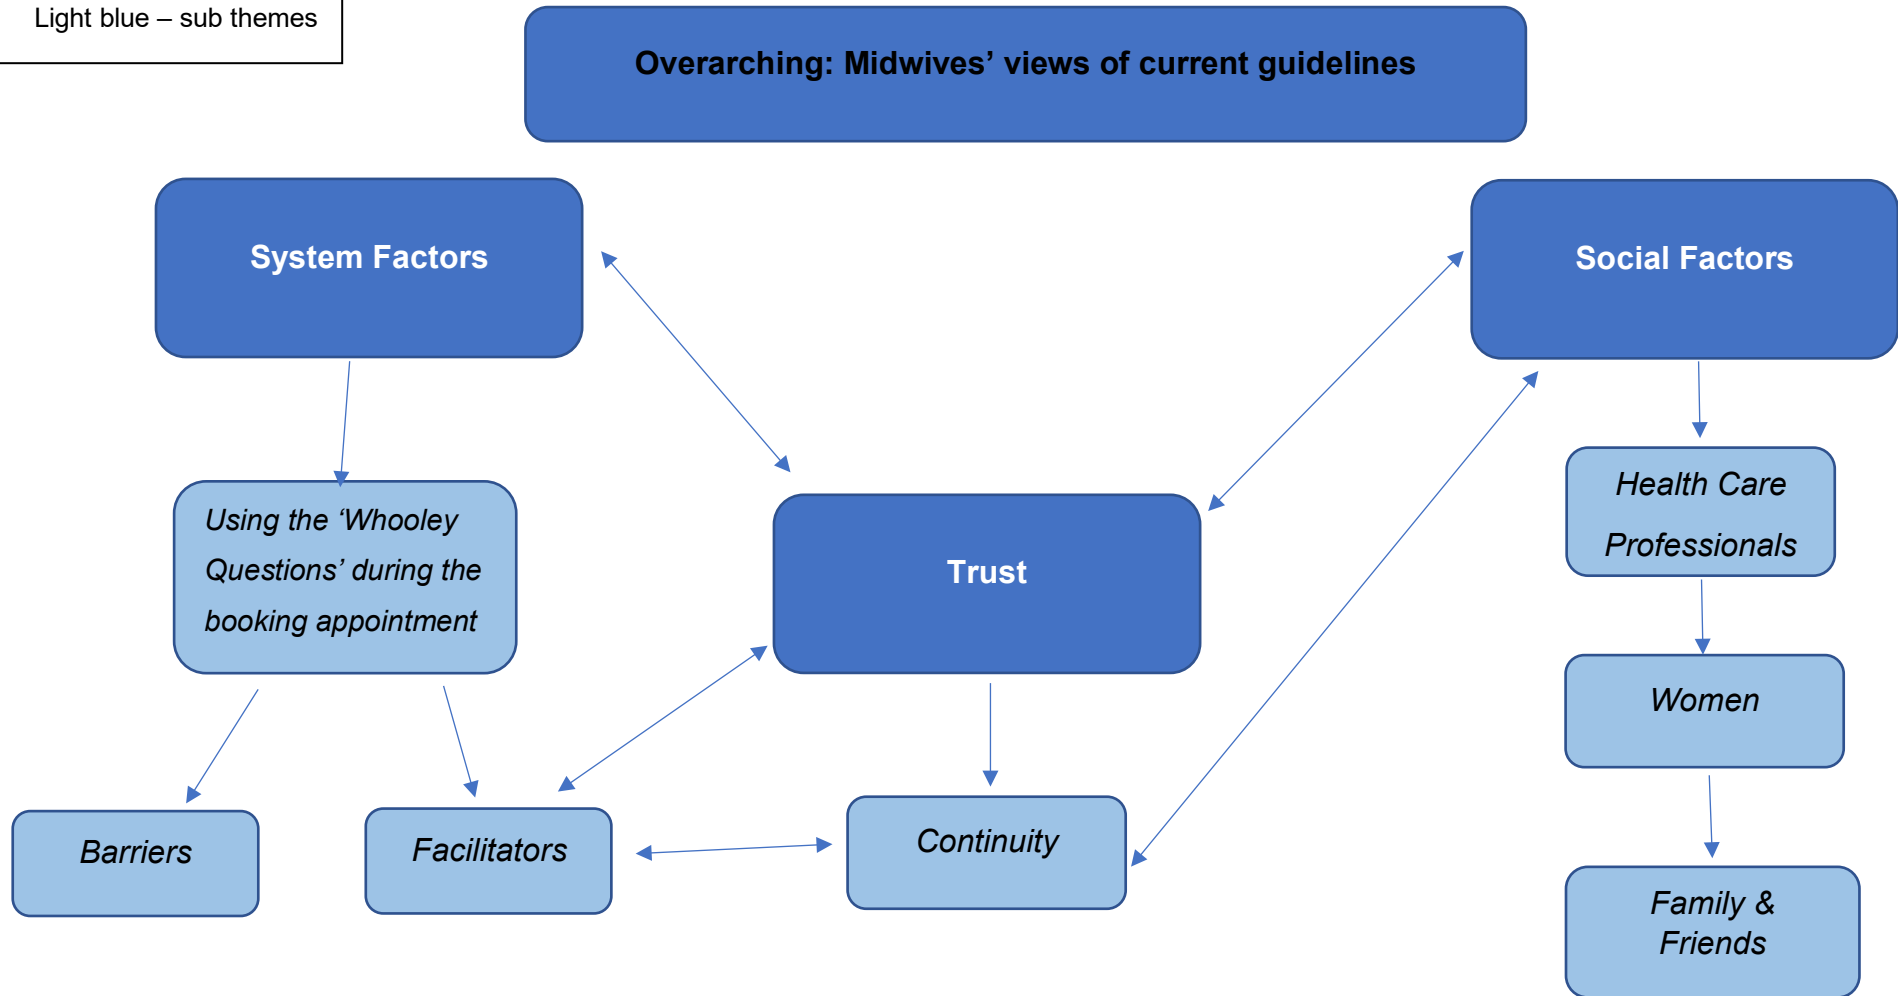 Light blue – sub themes
Overarching: Midwives’ views of current guidelines
System Factors
Social Factors
Using the ‘Whooley
Questions’ during the
booking appointment
Trust
Health Care
Professionals
Women
Barriers
Facilitators
Continuity
Family &
Friends